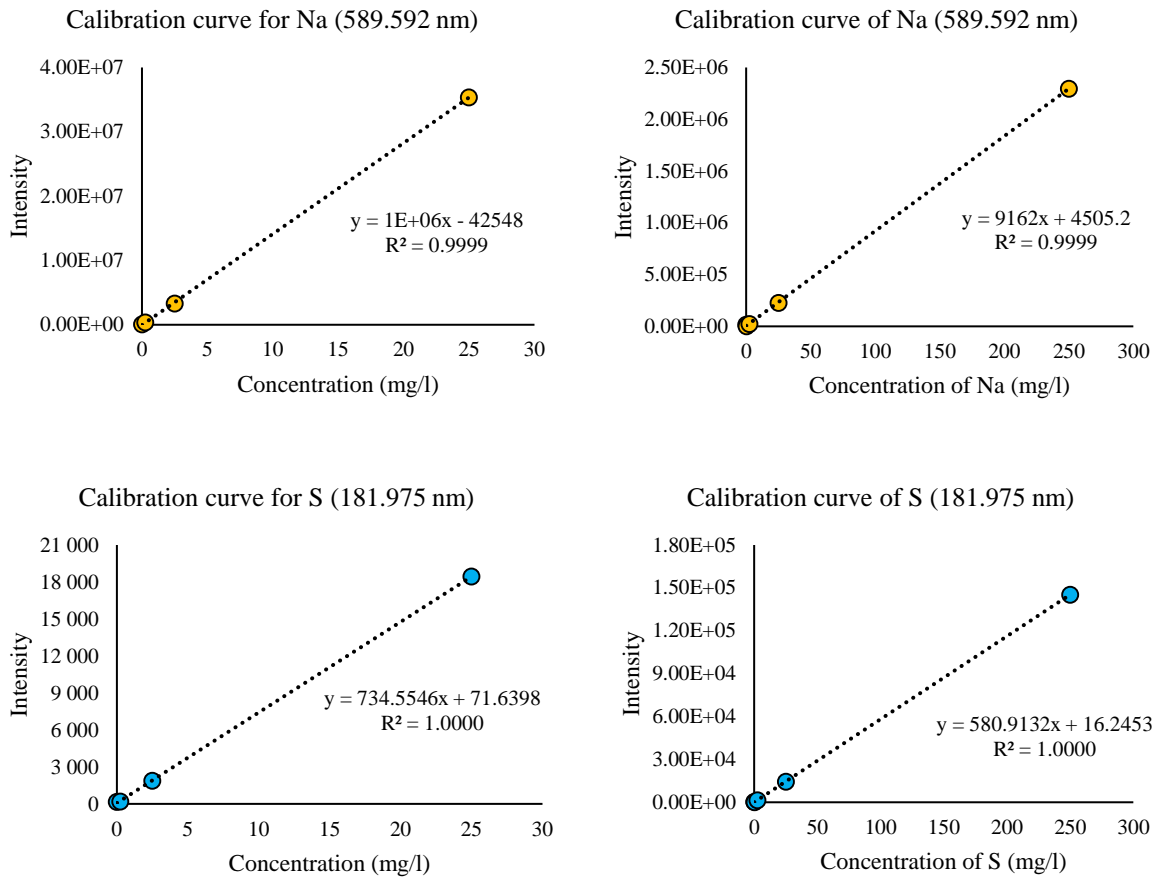 Calibration curve for Na (589.592 nm)
4.00E+07
3.00E+07
2.00E+07
1.00E+07
0.00E+00
Intensity
y = 1E+06x - 42548
R² = 0.9999
0 5 10 15 20 25 30
Concentration (mg/l)
Calibration curve of Na (589.592 nm)
2.50E+06
2.00E+06
1.50E+06
1.00E+06
5.00E+05
0.00E+00
Intensity
y = 9162x + 4505.2
R² = 0.9999
0 50 100 150 200 250 300
Concentration of Na (mg/l)
Calibration curve for S (181.975 nm)
21 000
18 000
15 000
12 000
9 000
6 000
3 000
0
Intensity
y = 734.5546x + 71.6398
R² = 1.0000
0 5 10 15 20 25 30
Concentration (mg/l)
Calibration curve of S (181.975 nm)
1.80E+05
1.50E+05
1.20E+05
9.00E+04
6.00E+04
3.00E+04
0.00E+00
Intensity
y = 580.9132x + 16.2453
R² = 1.0000
0 50 100 150 200 250 300
Concentration of S (mg/l)